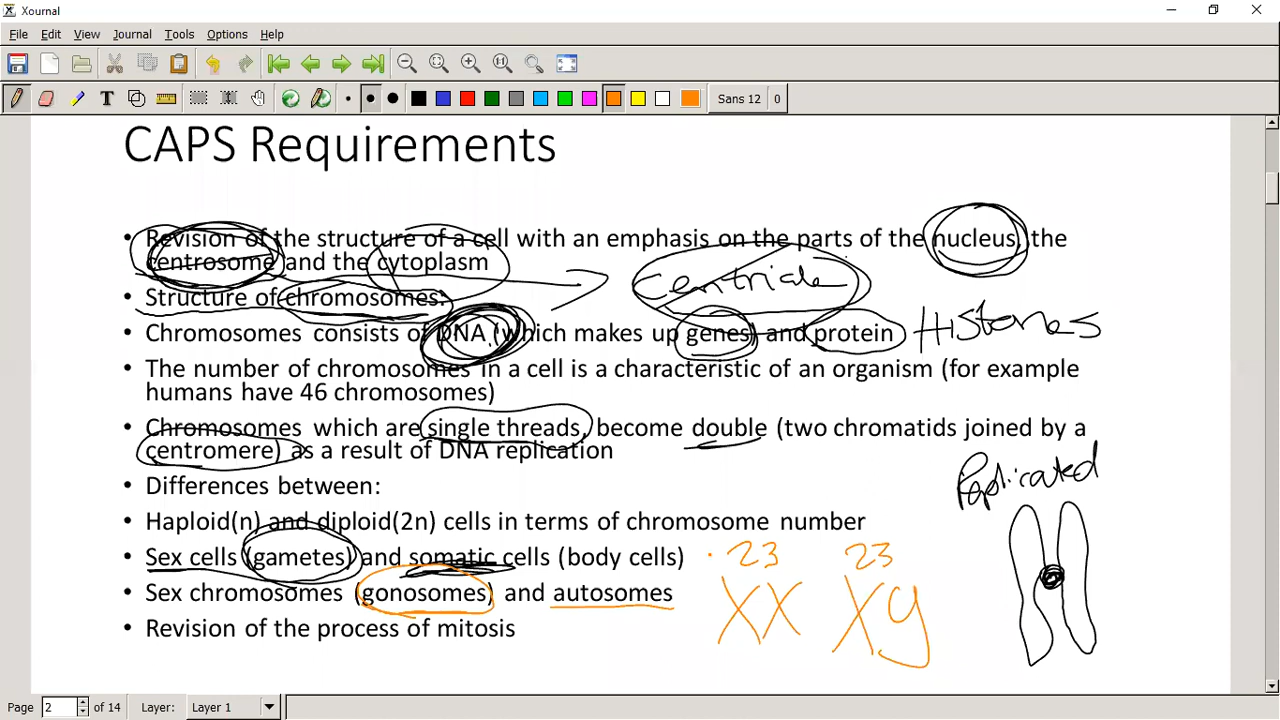 Xournal
File Edit View Journal Tools Options Help
Sans 12 0
CAPS Requirements
• Revision of the structure of a cell with an emphasis on the parts of the nucleus, the
centrosome and the cytoplasm
centriole
• Structure of chromosomes:
• Chromosomes consists of DNA (which makes up genes) and protein Histones
• The number of chromosomes in a cell is a characteristic of an organism (for example
humans have 46 chromosomes)
• Chromosomes which are single threads, become double (two chromatids joined by a
centromere) as a result of DNA replication
Replicated
• Differences between:
• Haploid(n) and diploid(2n) cells in terms of chromosome number
• Sex cells (gametes) and somatic cells (body cells)
23 23
• Sex chromosomes (gonosomes) and autosomes
XX Xy
• Revision of the process of mitosis
Page 2 of 14 Layer: Layer 1